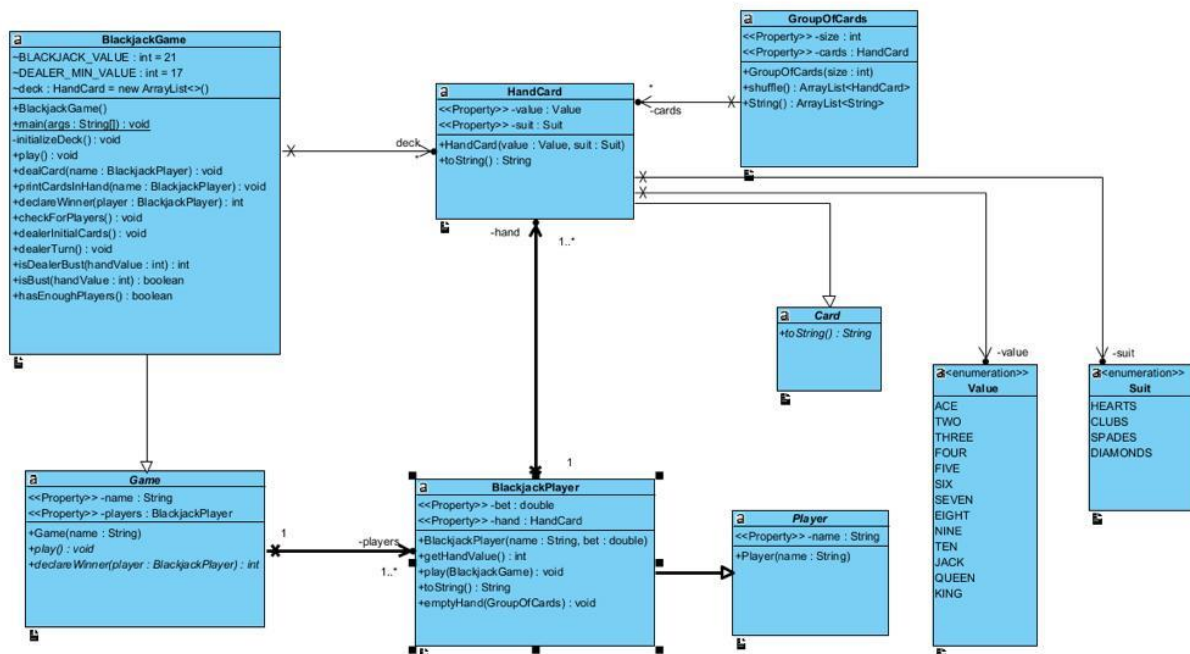 BlackjackGame
~BLACKJACK_VALUE : int = 21
~DEALER_MIN_VALUE : int = 17
~deck : HandCard = new ArrayList<>()
+BlackjackGame()
+main(args : String[]) : void
-initializeDeck() : void
+play() : void
+dealCard(name : BlackjackPlayer) : void
+printCardsInHand(name : BlackjackPlayer) : void
+declareWinner(player : BlackjackPlayer) : int
+checkForPlayers() : void
+dealerInitialCards() : void
+dealerTurn() : void
+isDealerBust(handValue : int) : int
+isBust(handValue : int) : boolean
+hasEnoughPlayers() : boolean
deck
*
HandCard
<<Property>> -value : Value
<<Property>> -suit : Suit
+HandCard(value : Value, suit : Suit)
+toString() : String
*
-cards
GroupOfCards
<<Property>> -size : int
<<Property>> -cards : HandCard
+GroupOfCards(size : int)
+shuffle() : ArrayList<HandCard>
+String() : ArrayList<String>
-hand
1..*
1
Card
+toString() : String
-value
<<enumeration>>
Value
ACE
TWO
THREE
FOUR
FIVE
SIX
SEVEN
EIGHT
NINE
TEN
JACK
QUEEN
KING
-suit
<<enumeration>>
Suit
HEARTS
CLUBS
SPADES
DIAMONDS
Game
<<Property>> -name : String
<<Property>> -players : BlackjackPlayer
+Game(name : String)
+play() : void
+declareWinner(player : BlackjackPlayer) : int
1
-players
1..*
BlackjackPlayer
<<Property>> -bet : double
<<Property>> -hand : HandCard
+BlackjackPlayer(name : String, bet : double)
+getHandValue() : int
+play(BlackjackGame) : void
+toString() : String
+emptyHand(GroupOfCards) : void
Player
<<Property>> -name : String
+Player(name : String)